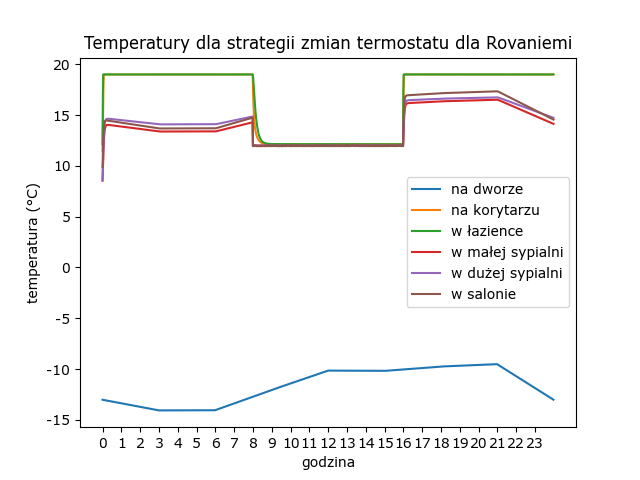 Temperatury dla strategii zmian termostatu dla Rovaniemi
temperatura (°C)
20
15
10
5
0
-5
-10
-15
na dworze
na korytarzu
w łazience
w małej sypialni
w dużej sypialni
w salonie
0 1 2 3 4 5 6 7 8 9 10 11 12 13 14 15 16 17 18 19 20 21 22 23
godzina